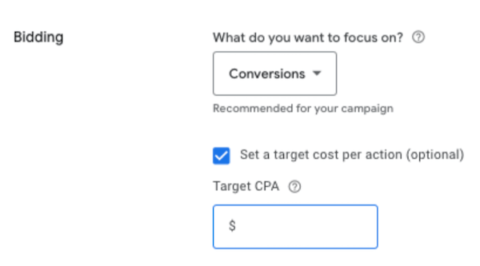 Bidding
What do you want to focus on?
Conversions
Recommended for your campaign
Set a target cost per action (optional)
Target CPA
$